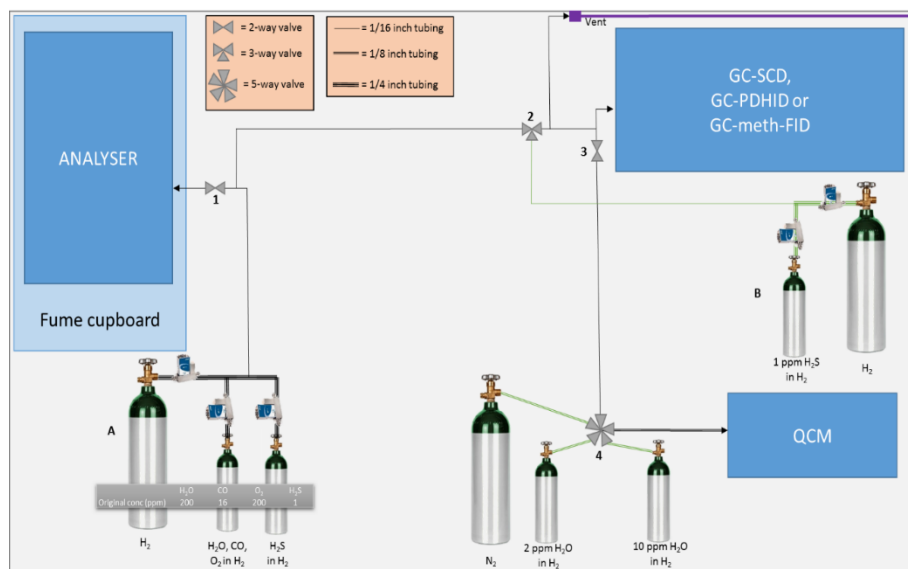 = 2-way valve
= 3-way valve
= 5-way valve
= 1/16 inch tubing
= 1/8 inch tubing
= 1/4 inch tubing
Vent
GC-SCD,
GC-PDHID or
GC-meth-FID
2
3
ANALYSER
1
Fume cupboard
B
1 ppm H₂S
in H₂
H₂
A
H₂O CO O₂ H₂S
Original conc (ppm) 200 16 200 1
H₂
H₂O, CO,
O₂ in H₂
H₂S
in H₂
4
QCM
N₂
2 ppm H₂O
in H₂
10 ppm H₂O
in H₂